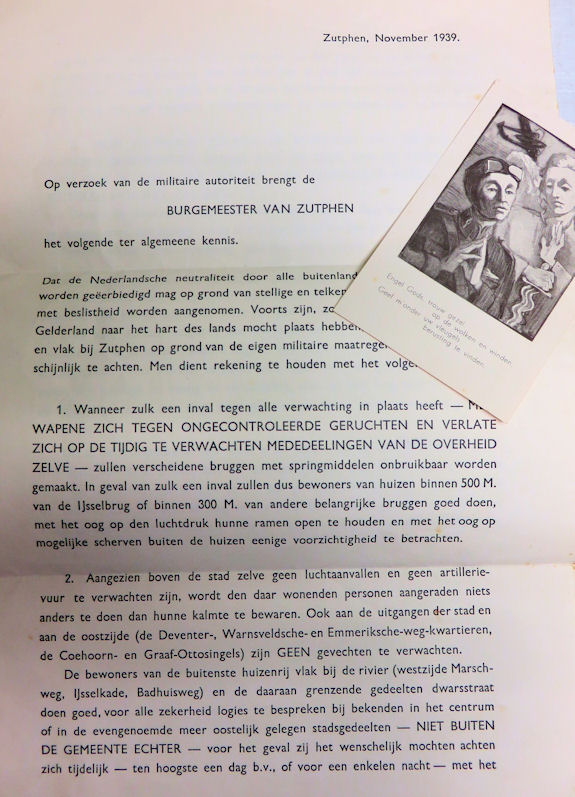 Zutphen, November 1939.
Op verzoek van de militaire autoriteit brengt de
BURGEMEESTER VAN ZUTPHEN
het volgende ter algemeene kennis.
Dat de Nederlandsche neutraliteit door alle buitenland
worden geëerbiedigd mag op grond van stellige en telken
met beslistheid worden aangenomen. Voorts zijn, zo
Gelderland naar het hart des lands mocht plaats hebben
en vlak bij Zutphen op grond van de eigen militaire maatrege
schijnlijk te achten. Men dient rekening te houden met het volge
1. Wanneer zulk een inval tegen alle verwachting in plaats heeft —
WAPENE ZICH TEGEN ONGECONTROLEERDE GERUCHTEN EN VERLATE
ZICH OP DE TIJDIG TE VERWACHTEN MEDEDEELINGEN VAN DE OVERHEID
ZELVE — zullen verscheidene bruggen met springmiddelen onbruikbaar worden
gemaakt. In geval van zulk een inval zullen dus bewoners van huizen binnen 500 M.
van de IJsselbrug of binnen 300 M. van andere belangrijke bruggen goed doen,
met het oog op den luchtdruk hunne ramen open te houden en met het oog op
mogelijke scherven buiten de huizen eenige voorzichtigheid te betrachten.
2. Aangezien boven de stad zelve geen luchtaanvallen en geen artillerie-
vuur te verwachten zijn, wordt den daar wonenden personen aangeraden niets
anders te doen dan hunne kalmte te bewaren. Ook aan de uitgangen der stad en
aan de oostzijde (de Deventer-, Warnsveldsche- en Emmeriksche-weg-kwartieren,
de Coehoorn- en Graaf-Ottosingels) zijn GEEN gevechten te verwachten.
De bewoners van de buitenste huizenrij vlak bij de rivier (westzijde Marsch-
weg, IJsselkade, Badhuisweg) en de daaraan grenzende gedeelten dwarsstraat
doen goed, voor alle zekerheid logies te bespreken bij bekenden in het centrum
of in de evengenoemde meer oostelijk gelegen stadsgedeelten — NIET BUITEN
DE GEMEENTE ECHTER — voor het geval zij het wenschelijk mochten achten
zich tijdelijk — ten hoogste een dag b.v., of voor een enkelen nacht — met het
Engel Gods, trouwe gezel
op de wolken en winden
Geef m'onder uw vleugels
berusting te vinden.